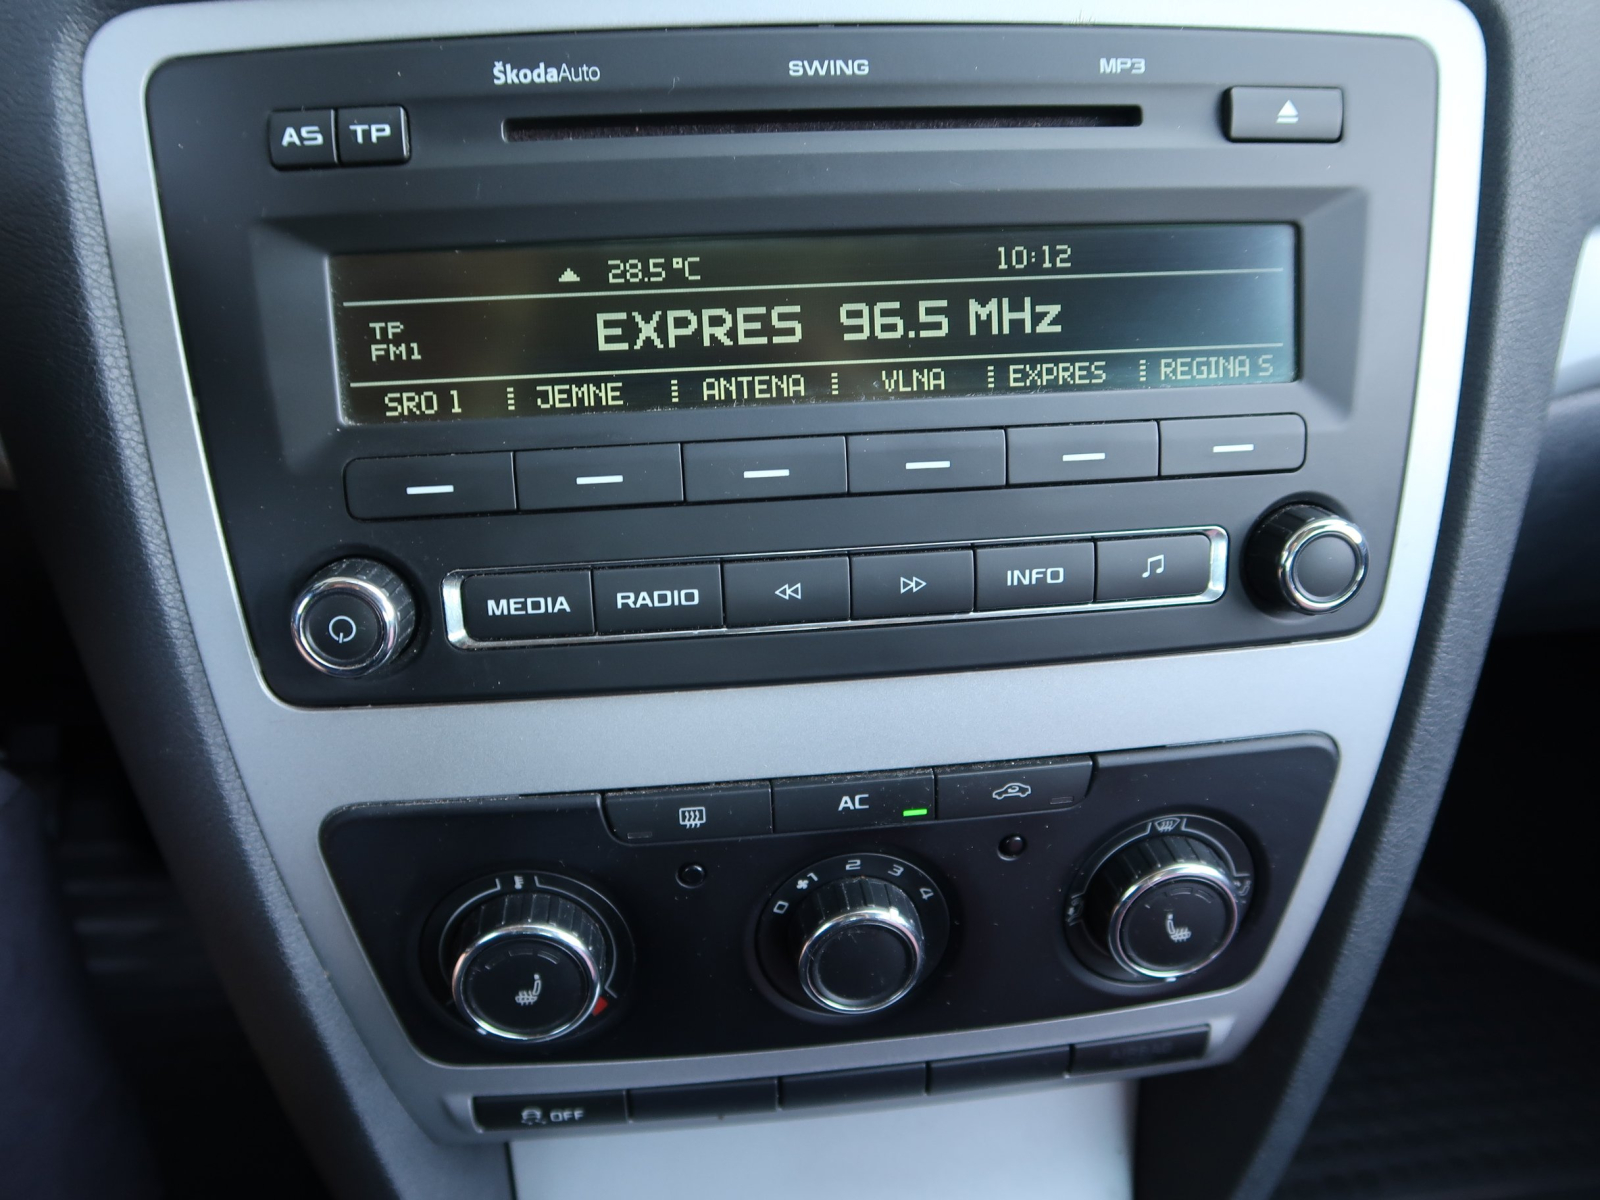 ŠkodaAuto SWING MP3
AS TP
28.5°C 10:12
TP
FM1
EXPRES 96.5 MHz
SRO 1 JEMNE ANTENA VLNA EXPRES REGINA S
MEDIA RADIO INFO
AC
0 1 2 3 4
OFF